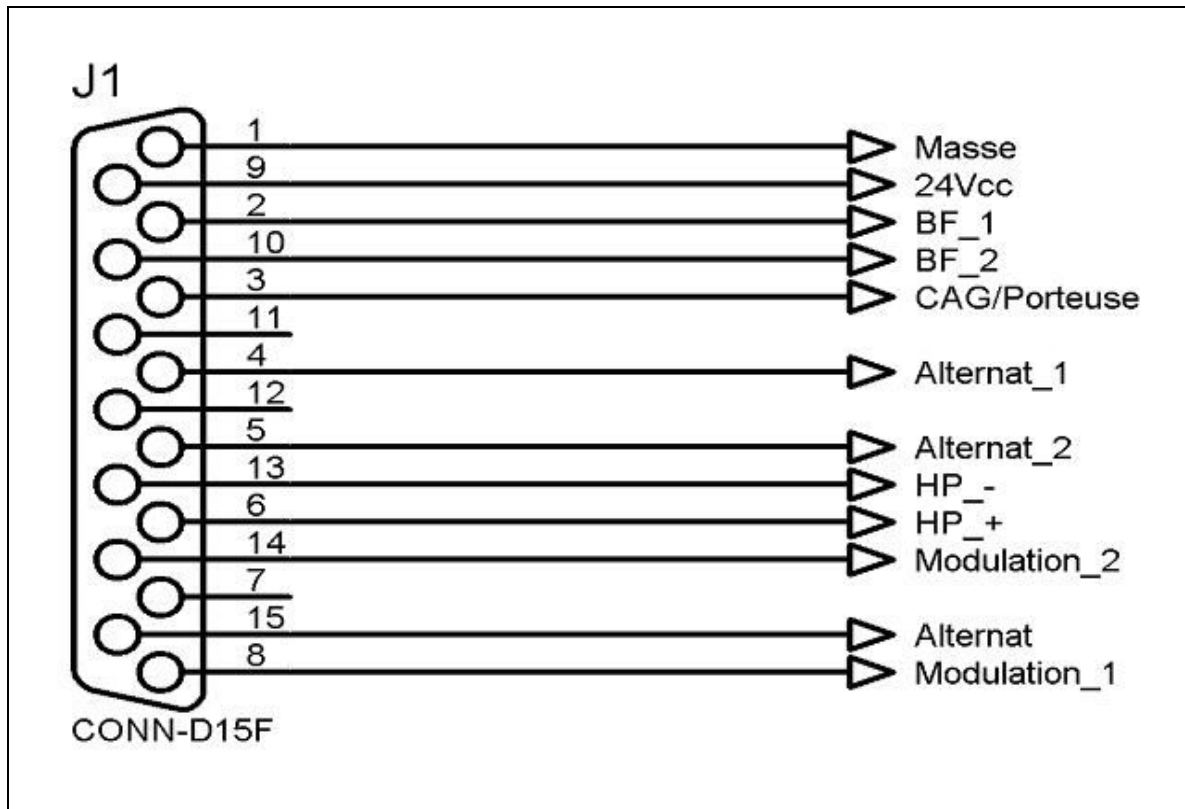 J1
1 Masse
9 24Vcc
2 BF_1
10 BF_2
3 CAG/Porteuse
11
4 Alternat_1
12
5 Alternat_2
13 HP_-
6 HP_+
14 Modulation_2
7
15 Alternat
8 Modulation_1
CONN-D15F